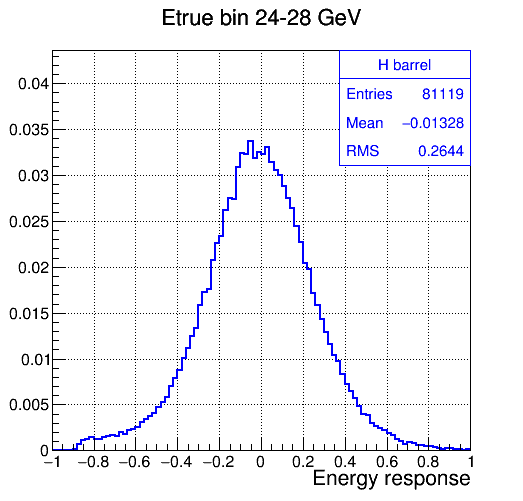 Etrue bin 24-28 GeV
H barrel
Entries 81119
Mean −0.01328
RMS 0.2644
0.04
0.035
0.03
0.025
0.02
0.015
0.01
0.005
0
−1 −0.8 −0.6 −0.4 −0.2 0 0.2 0.4 0.6 0.8 1
Energy response